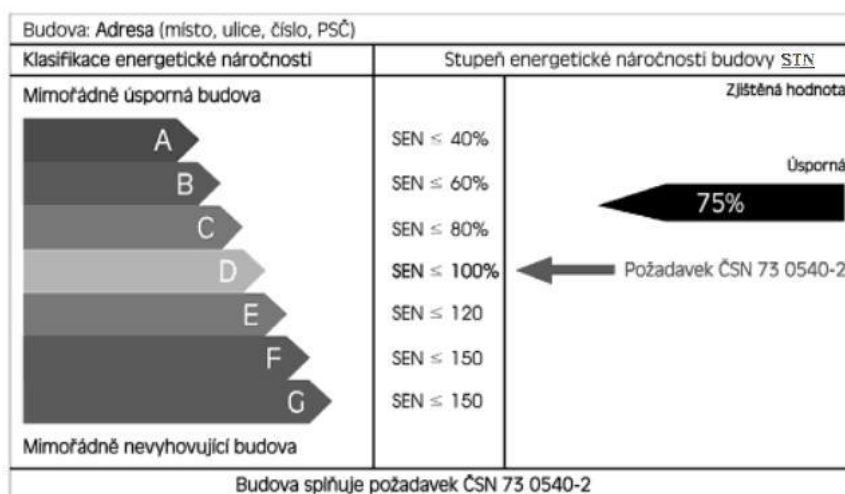 Budova: Adresa (místo, ulice, číslo, PSČ)
Klasifikace energetické náročnosti
Stupeň energetické náročnosti budovy STN
Mimořádně úsporná budova
Zjištěná hodnota
A SEN ≤ 40%
Úsporná
B SEN ≤ 60%
75%
C SEN ≤ 80%
D SEN ≤ 100% Požadavek ČSN 73 0540-2
E SEN ≤ 120
F SEN ≤ 150
G SEN ≤ 150
Mimořádně nevyhovující budova
Budova splňuje požadavek ČSN 73 0540-2